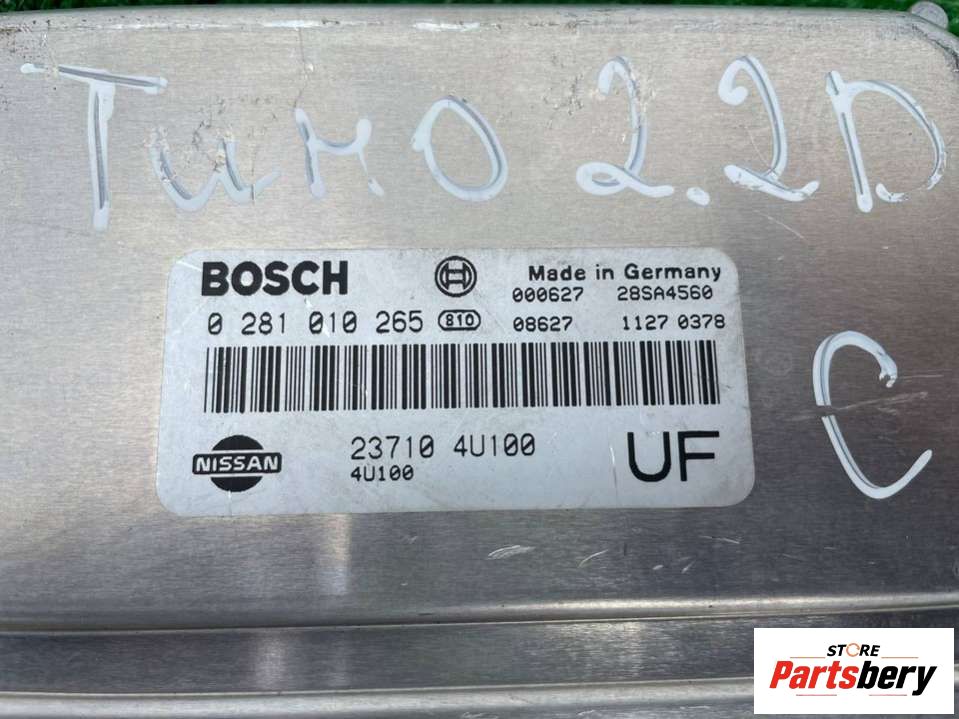 Тино 2.2D
BOSCH
Made in Germany
000627 28SA4560
0 281 010 265 810
08627 1127 0378
NISSAN
23710 4U100
4U100
UF
C
STORE
Partsbery